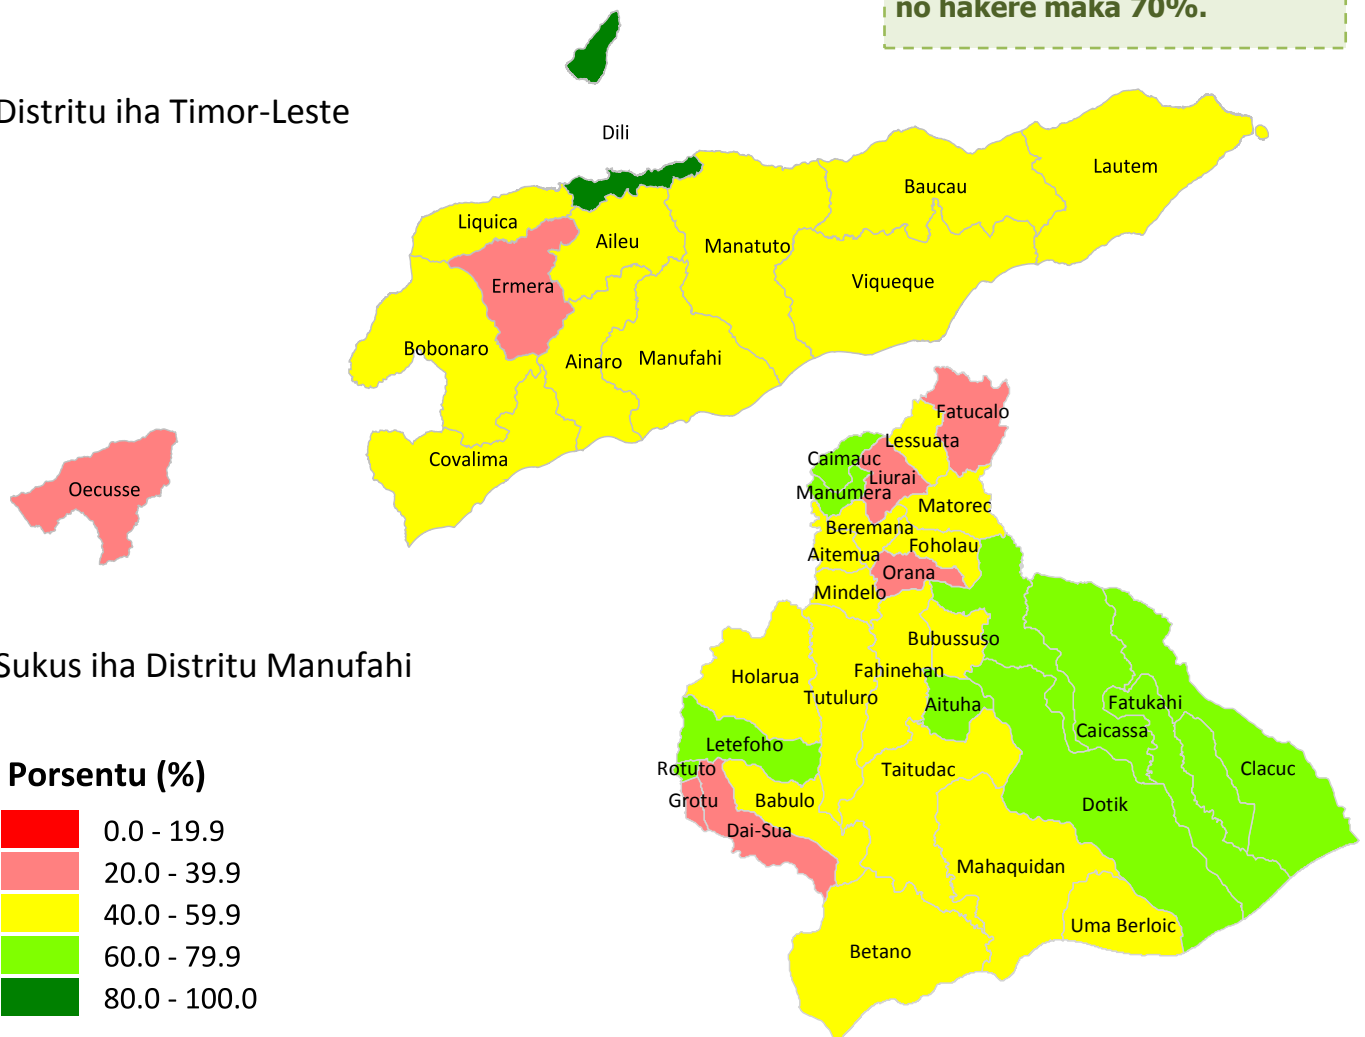 no hakere maka 70%.
Distritu iha Timor-Leste
Dili
Lautem
Baucau
Liquica
Aileu
Manatuto
Viqueque
Ermera
Bobonaro
Ainaro
Manufahi
Covalima
Oecusse
Fatucalo
Lessuata
Caimauc
Liurai
Manumera
Matorec
Beremana
Foholau
Aitemua
Orana
Mindelo
Bubussuso
Sukus iha Distritu Manufahi
Holarua
Fahinehan
Tutuluro
Aituha
Fatukahi
Caicassa
Letefoho
Rotuto
Taitudac
Clacuc
Grotu
Babulo
Dotik
Dai-Sua
Mahaquidan
Uma Berloic
Betano
Porsentu (%)
0.0 - 19.9
20.0 - 39.9
40.0 - 59.9
60.0 - 79.9
80.0 - 100.0